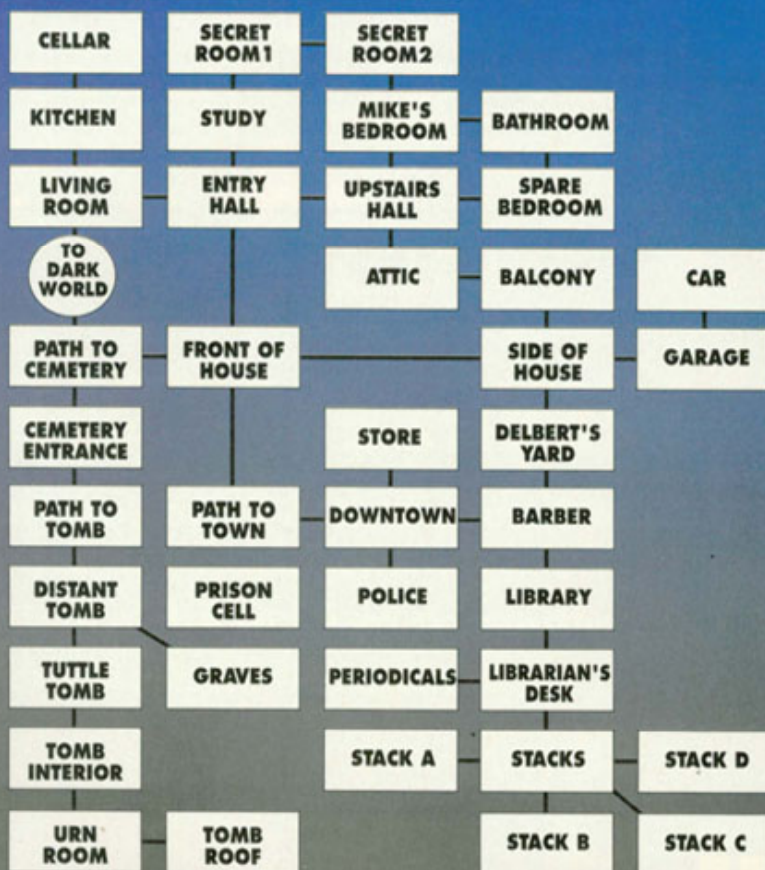 CELLAR
SECRET
ROOM1
SECRET
ROOM2
KITCHEN
STUDY
MIKE'S
BEDROOM
BATHROOM
LIVING
ROOM
ENTRY
HALL
UPSTAIRS
HALL
SPARE
BEDROOM
TO
DARK
WORLD
ATTIC
BALCONY
CAR
PATH TO
CEMETERY
FRONT OF
HOUSE
SIDE OF
HOUSE
GARAGE
CEMETERY
ENTRANCE
STORE
DELBERT'S
YARD
PATH TO
TOMB
PATH TO
TOWN
DOWNTOWN
BARBER
DISTANT
TOMB
PRISON
CELL
POLICE
LIBRARY
TUTTLE
TOMB
GRAVES
PERIODICALS
LIBRARIAN'S
DESK
TOMB
INTERIOR
STACK A
STACKS
STACK D
URN
ROOM
TOMB
ROOF
STACK B
STACK C